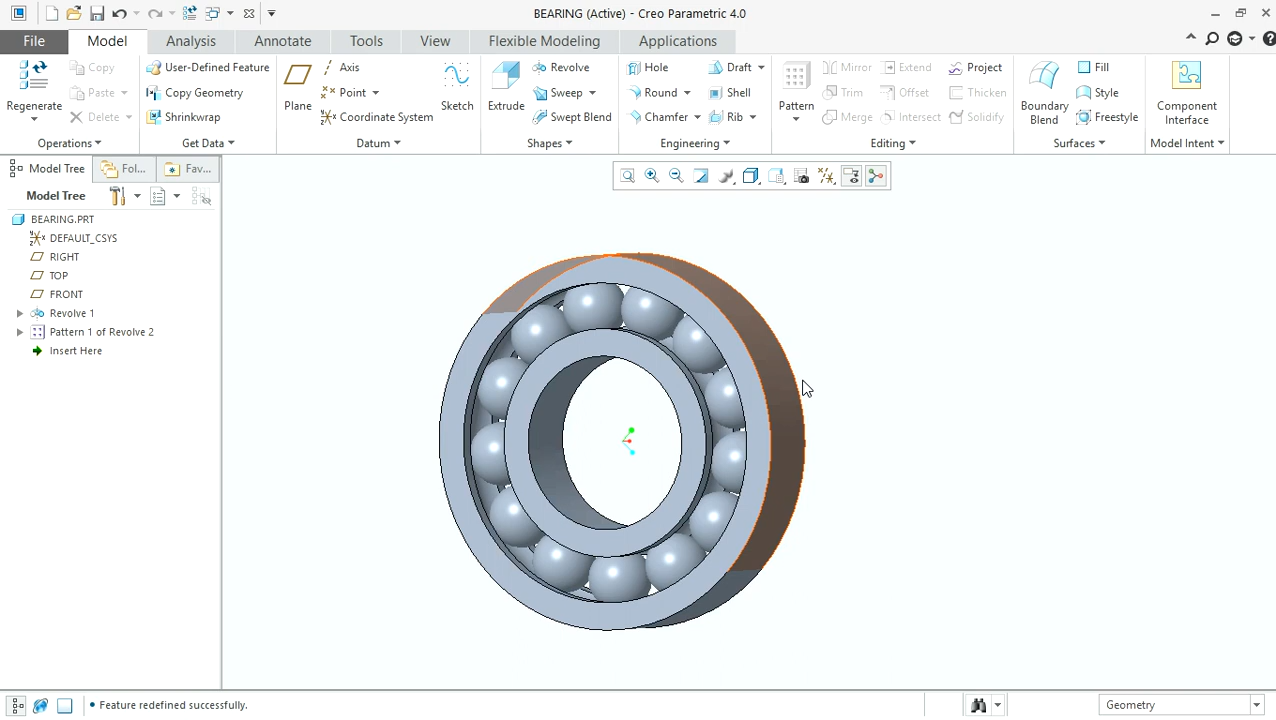 BEARING (Active) - Creo Parametric 4.0
File Model Analysis Annotate Tools View Flexible Modeling Applications
Regenerate
Copy
Paste
Delete
Operations
User-Defined Feature
Copy Geometry
Shrinkwrap
Get Data
Plane
Axis
Point
Coordinate System
Sketch
Datum
Extrude
Revolve
Sweep
Swept Blend
Shapes
Hole
Round
Chamfer
Draft
Shell
Rib
Engineering
Pattern
Mirror
Trim
Merge
Extend
Offset
Intersect
Project
Thicken
Solidify
Editing
Boundary
Blend
Fill
Style
Freestyle
Surfaces
Component
Interface
Model Intent
Model Tree Fol... Fav...
Model Tree
BEARING.PRT
DEFAULT_CSYS
RIGHT
TOP
FRONT
Revolve 1
Pattern 1 of Revolve 2
Insert Here
• Feature redefined successfully.
Geometry